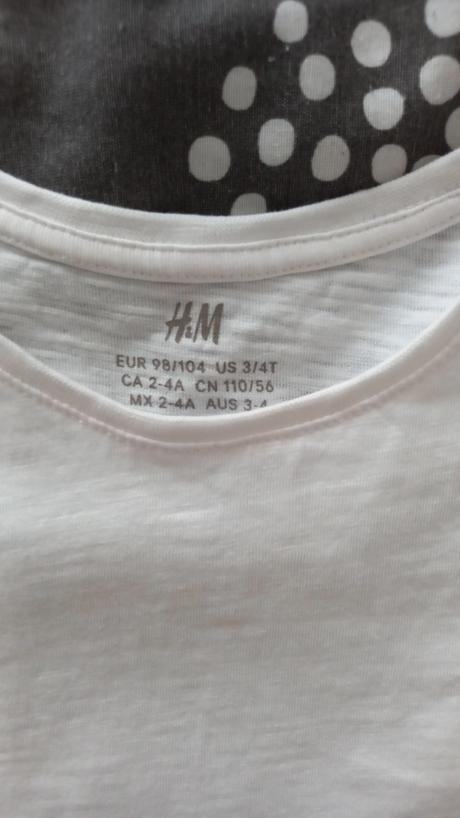 H&M
EUR 98/104 US 3/4T
CA 2-4A CN 110/56
MX 2-4A AUS 3-4